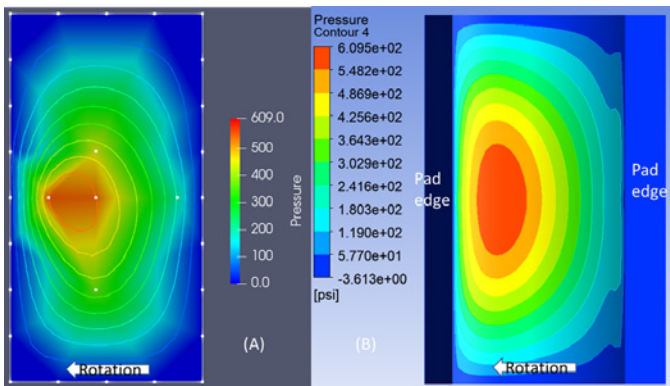 609.0
500
400
300
200
100
0.0
Pressure
(A)
Rotation
Pressure
Contour 4
6.095e+02
5.482e+02
4.869e+02
4.256e+02
3.643e+02
3.029e+02
2.416e+02
1.803e+02
1.190e+02
5.770e+01
-3.613e+00
[psi]
(B)
Pad
edge
Pad
edge
Rotation